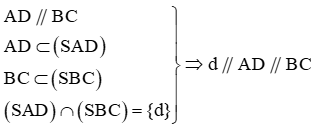 AD // BC
AD ⊂ (SAD)
BC ⊂ (SBC)
(SAD) ∩ (SBC) = {d}
⇒ d // AD // BC